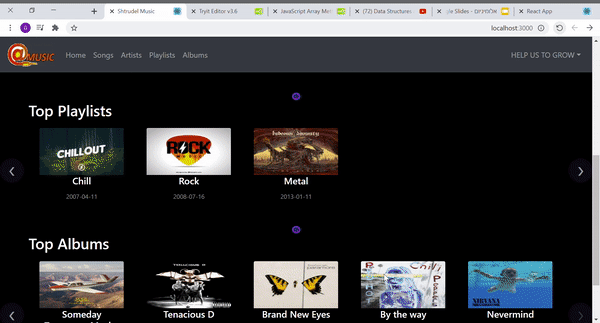 Shtrudel Music
Tryit Editor v3.6
JavaScript Array Me
(72) Data Structures
React App
localhost:3000
MUSIC
Home
Songs
Artists
Playlists
Albums
HELP US TO GROW
Top Playlists
CHILLOUT
ROCK
Chill
Rock
Metal
2007-04-11
2008-07-16
2013-01-11
Top Albums
TENACIOUS D
NIRVANA
Someday
Tenacious D
Brand New Eyes
By the way
Nevermind